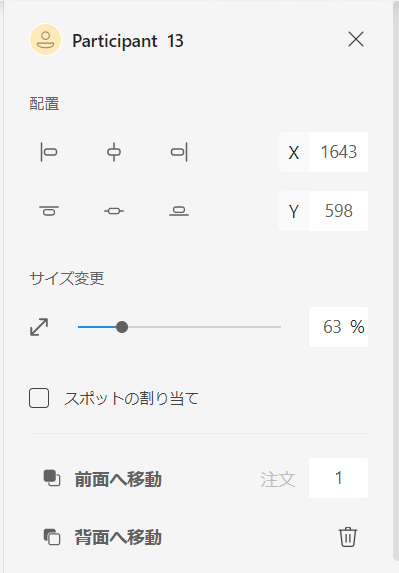 Participant 13
配置
X 1643
Y 598
サイズ変更
63 %
スポットの割り当て
前面へ移動 注文 1
背面へ移動